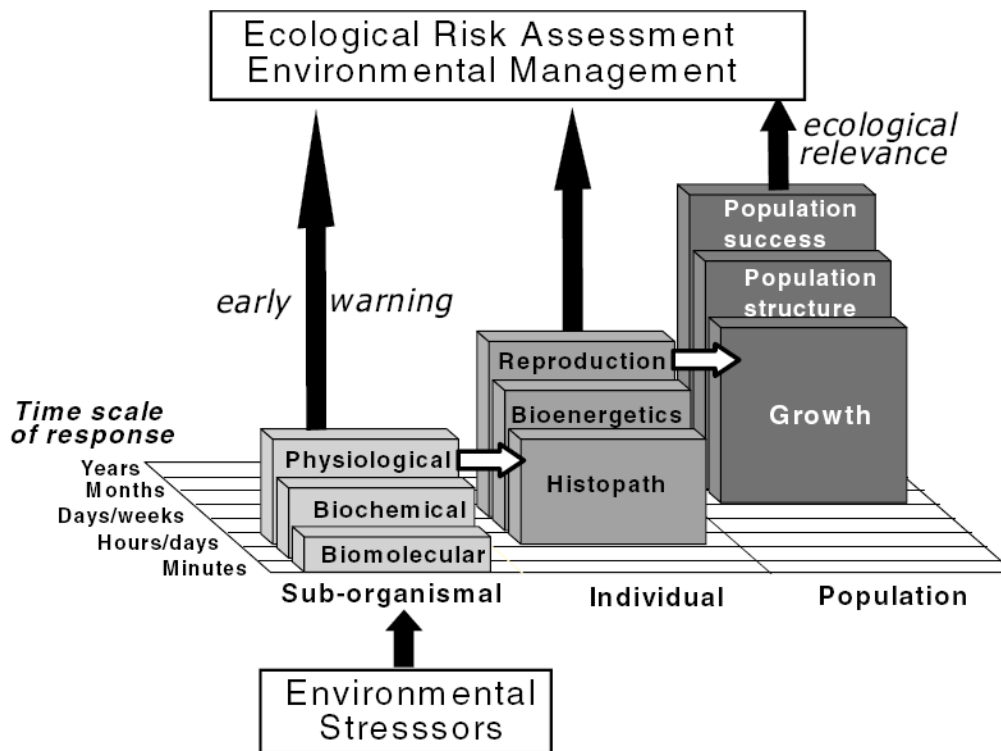 Ecological Risk Assessment
Environmental Management
ecological
relevance
Population
success
Population
structure
early warning
Reproduction
Bioenergetics
Growth
Histopath
Time scale
of response
Years
Months
Days/weeks
Hours/days
Minutes
Physiological
Biochemical
Biomolecular
Sub-organismal
Individual
Population
Environmental
Stresssors